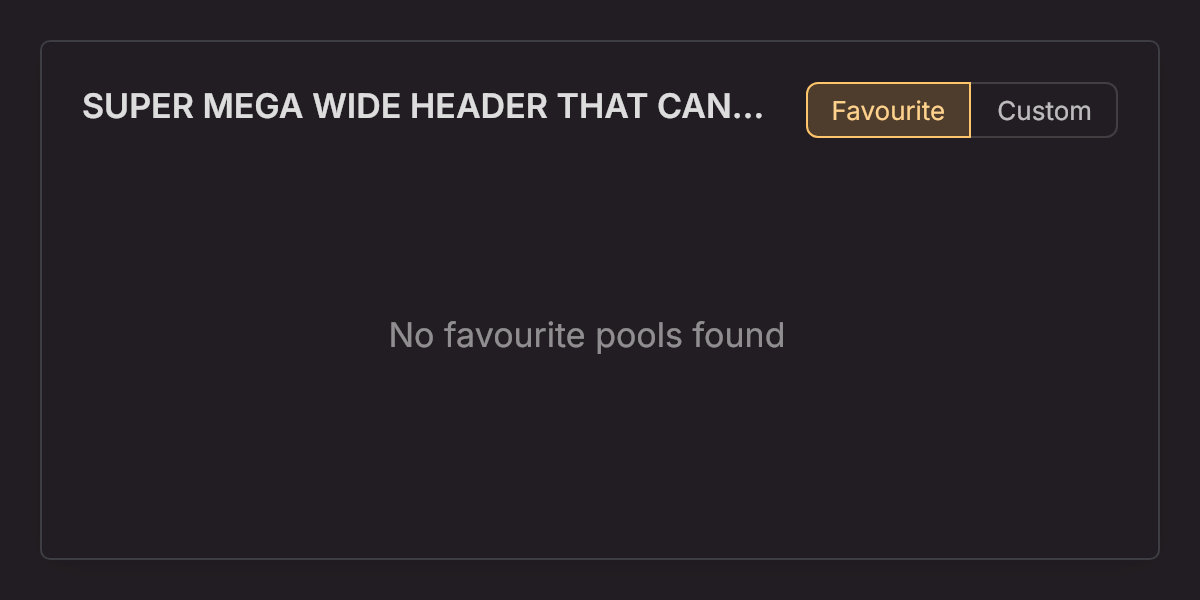 SUPER MEGA WIDE HEADER THAT CAN...
Favourite
Custom
No favourite pools found